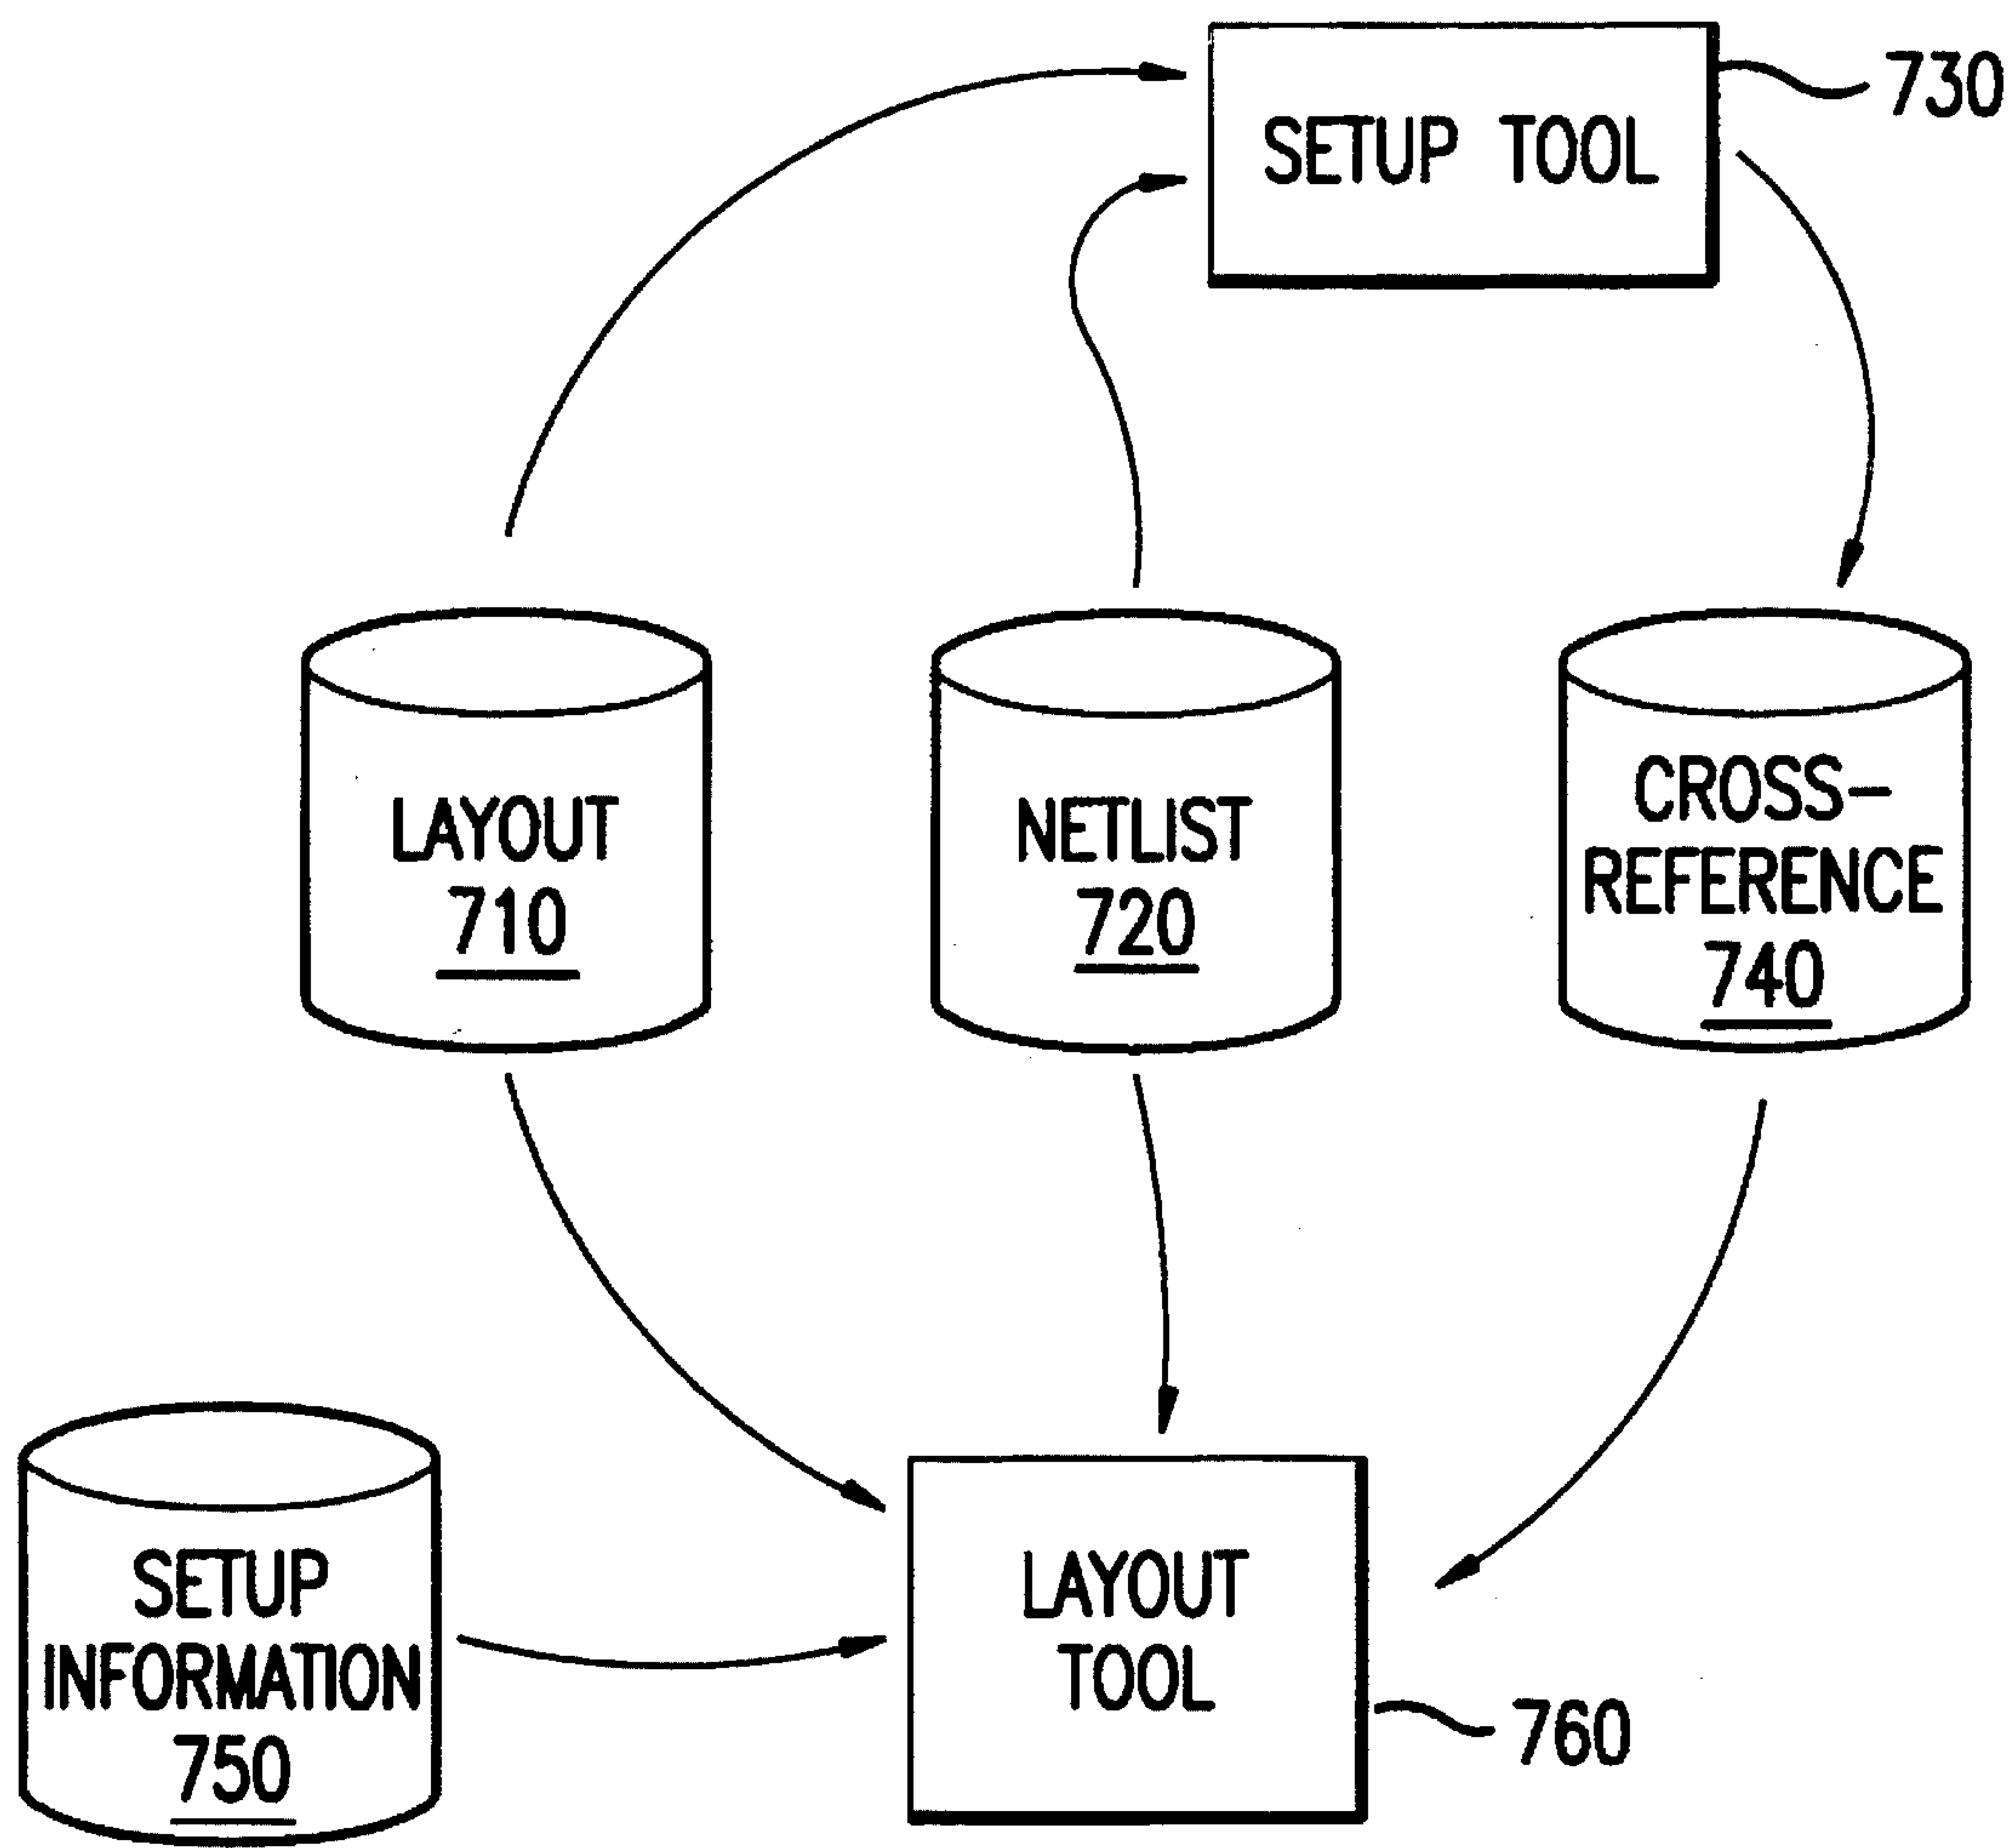 SETUP TOOL
730
LAYOUT
710
NETLIST
720
CROSS-
REFERENCE
740
SETUP
INFORMATION
750
LAYOUT
TOOL
760